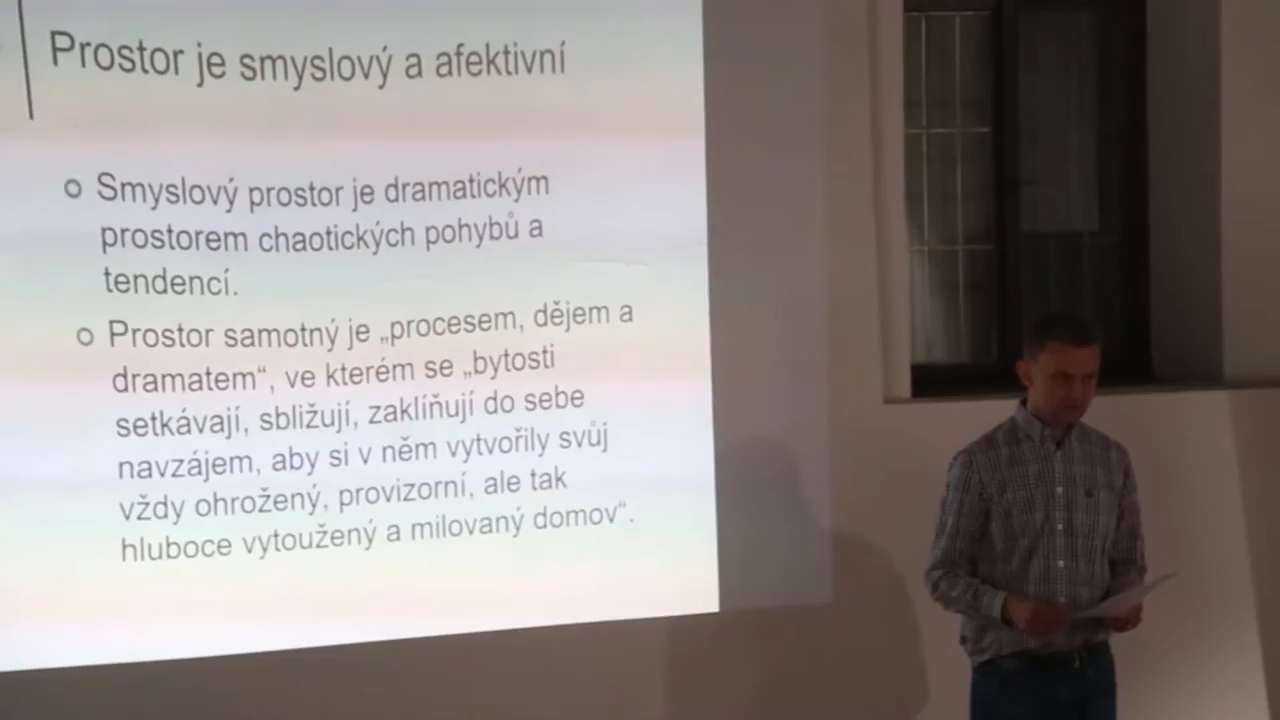 Prostor je smyslový a afektivní
Smyslový prostor je dramatickým
prostorem chaotických pohybů a
tendencí.
Prostor samotný je „procesem, dějem a
dramatem“, ve kterém se „bytosti
setkávají, sbližují, zaklíňují do sebe
navzájem, aby si v něm vytvořily svůj
vždy ohrožený, provizorní, ale tak
hluboce vytoužený a milovaný domov“.